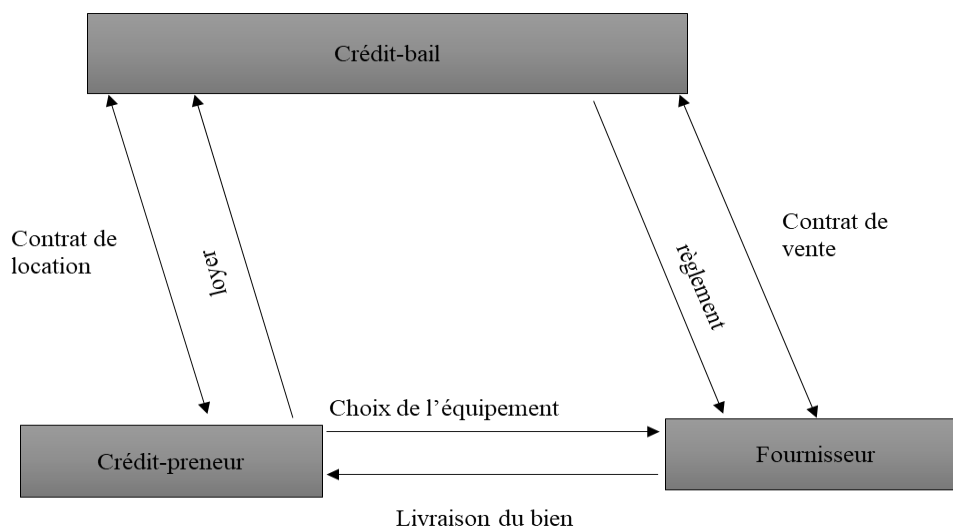 Crédit-bail
Contrat de
location
loyer
règlement
Contrat de
vente
Choix de l’équipement
Crédit-preneur
Fournisseur
Livraison du bien